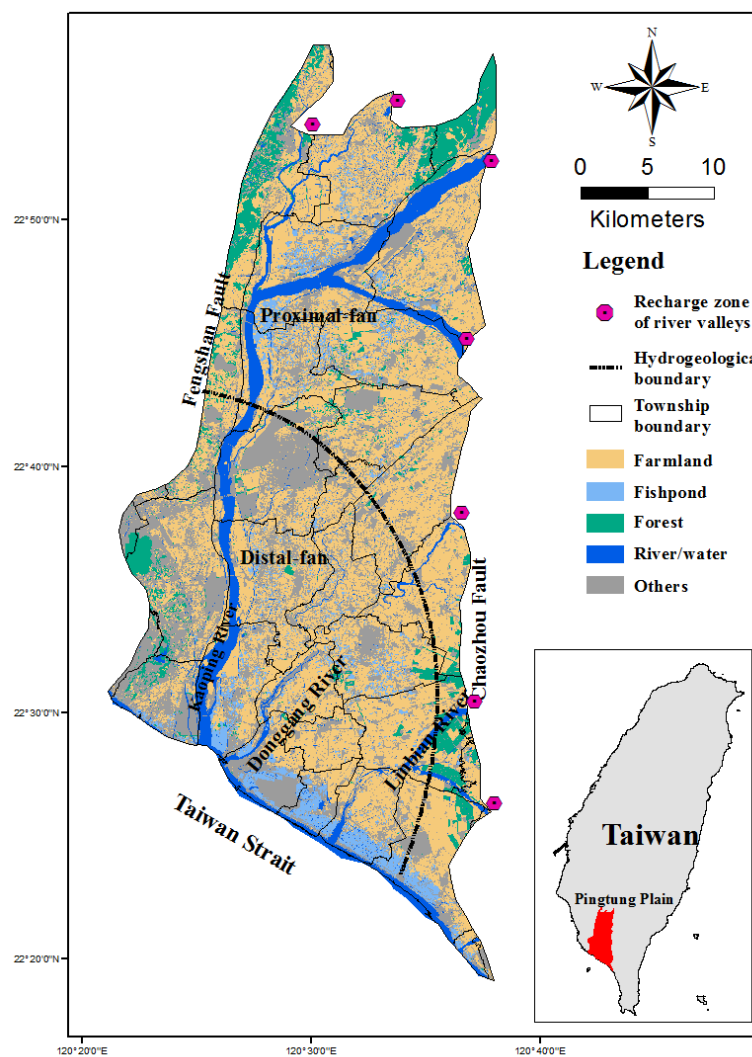 N
W
E
S
0 5 10
Kilometers
Legend
Recharge zone
of river valleys
Hydrogeological
boundary
Township
boundary
Farmland
Fishpond
Forest
River/water
Others
22°50'0"N
22°40'0"N
22°30'0"N
22°20'0"N
120°20'0"E
120°30'0"E
120°40'0"E
Fengshan Fault
Proximal-fan
Distal-fan
Chaozhou Fault
Kaoping River
Donggang River
Linbian River
Taiwan Strait
Taiwan
Pingtung Plain